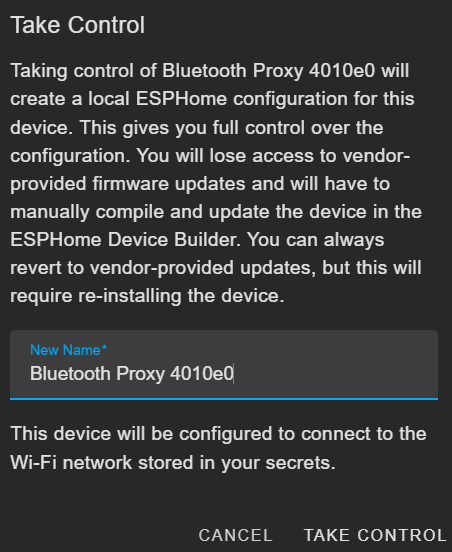 Take Control
Taking control of Bluetooth Proxy 4010e0 will
create a local ESPHome configuration for this
device. This gives you full control over the
configuration. You will lose access to vendor-
provided firmware updates and will have to
manually compile and update the device in the
ESPHome Device Builder. You can always
revert to vendor-provided updates, but this will
require re-installing the device.
New Name*
Bluetooth Proxy 4010e0
This device will be configured to connect to the
Wi-Fi network stored in your secrets.
CANCEL TAKE CONTROL